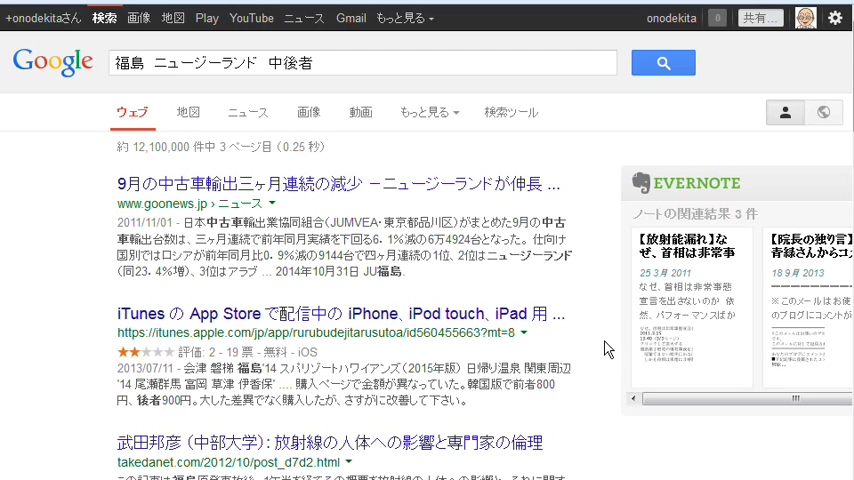 +onodekitaさん 検索 画像 地図 Play YouTube ニュース Gmail もっと見る onodekita 0 共有...
Google 福島 ニュージーランド 中後者
ウェブ 地図 ニュース 画像 動画 もっと見る 検索ツール
約 12,100,000 件中 3 ページ目 （0.25 秒）
9月の中古車輸出三ヶ月連続の減少 －ニュージーランドが伸長 ...
www.goonews.jp › ニュース
2011/11/01 - 日本中古車輸出業協同組合（JUMVEA・東京都品川区）がまとめた9月の中古
車輸出台数は、三ヶ月連続で前年同月実績を下回る6．1%減の6万4924台となった。 仕向け
国別ではロシアが前年同月比0．9%減の9144台で四ヶ月連続の1位、2位はニュージーランド
（同23．4%増）、3位はアラブ ... 2014年10月31日 JU福島.
iTunes の App Store で配信中の iPhone、iPod touch、iPad 用 ...
https://itunes.apple.com/jp/app/rurubudejitarusutoa/id560455663?mt=8
評価: 2 - 19 票 - 無料 - iOS
2013/07/11 - 会津 磐梯 福島'14 スパリゾートハワイアンズ（2015年版） 日帰り温泉 関東周辺
'14 尾瀬群馬 富岡 草津 伊香保' .... 購入ページで金額が異なっていた。韓国版で前者800
円、後者900円。大した差異でなく購入したが、さすがに改善して下さい。
武田邦彦 （中部大学）： 放射線の人体への影響と専門家の倫理
takedanet.com/2012/10/post_d7d2.html
EVERNOTE
ノートの関連結果 3 件
【放射能漏れ】な
ぜ、首相は非常事
25 3月 2011
なぜ、首相は非常事態
宣言を出さないのか 依
然、パフォーマンスばか
【院長の独り言】
青緑さんからコメ
18 9月 2013
※このメールはお使
のブログにコメントが